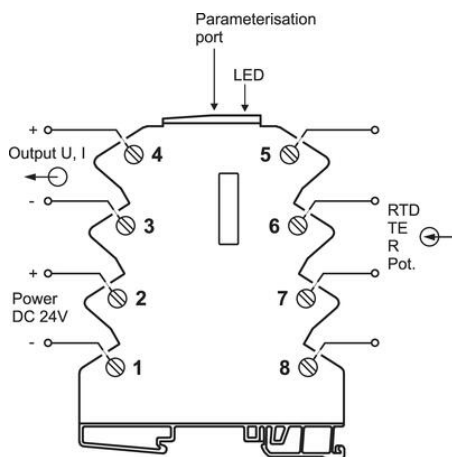 Parameterisation
port
LED
+
4
5
Output U, I
-
3
6
RTD
TE
R
Pot.
+
2
7
Power
DC 24V
-
1
8